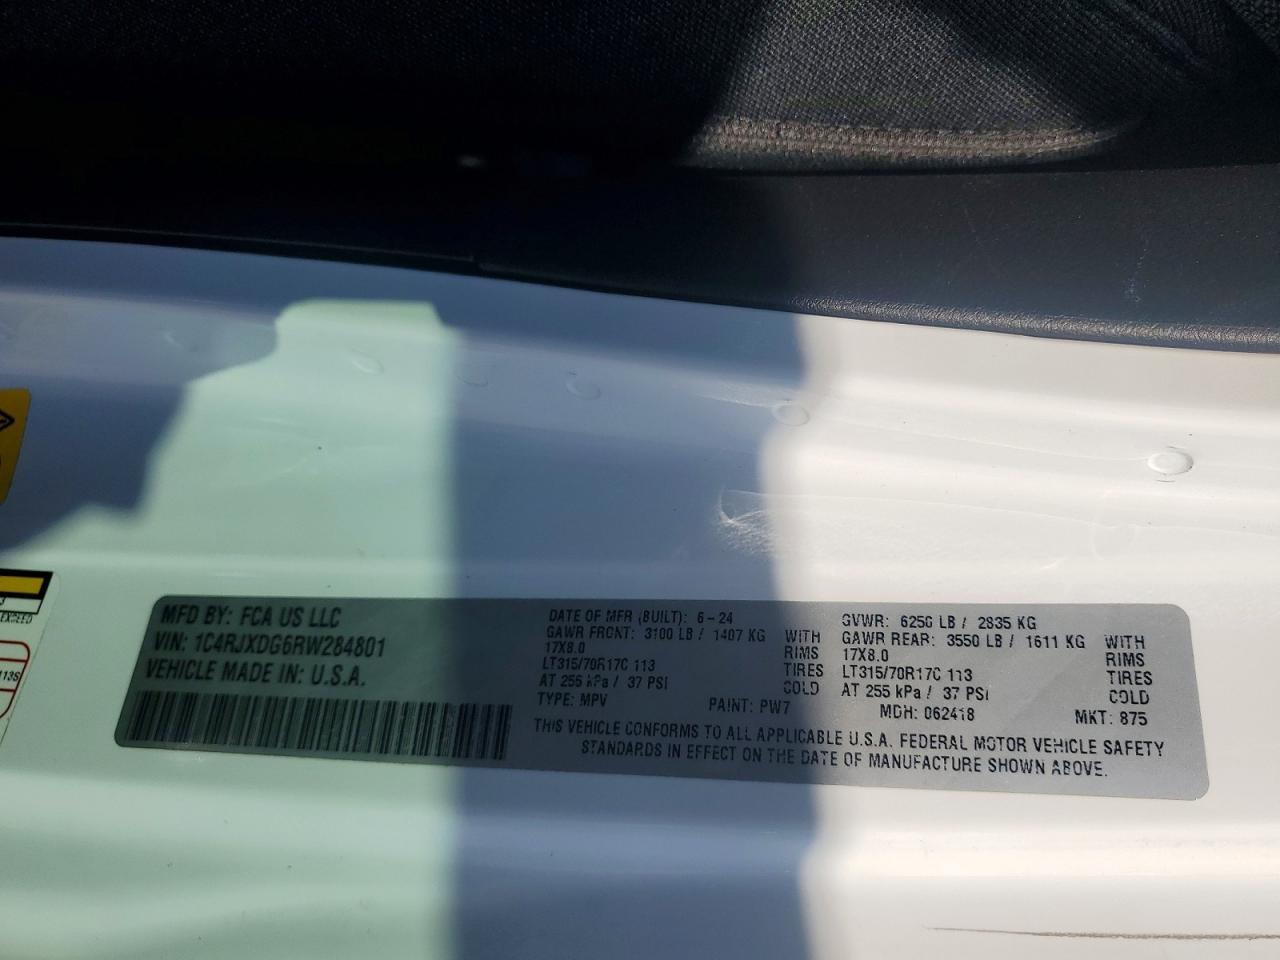 MFD BY: FCA US LLC
VIN: 1C4RJXDG6RW284801
VEHICLE MADE IN: U.S.A.
DATE OF MFR (BUILT): 6-24
GAWR FRONT: 3100 LB / 1407 KG WITH
17X8.0 RIMS
LT315/70R17C 113 TIRES
AT 255 kPa / 37 PSI COLD
TYPE: MPV PAINT: PW7
GVWR: 6250 LB / 2835 KG
GAWR REAR: 3550 LB / 1611 KG WITH
17X8.0 RIMS
LT315/70R17C 113 TIRES
AT 255 kPa / 37 PSI COLD
MDH: 062418 MKT: 875
THIS VEHICLE CONFORMS TO ALL APPLICABLE U.S.A. FEDERAL MOTOR VEHICLE SAFETY
STANDARDS IN EFFECT ON THE DATE OF MANUFACTURE SHOWN ABOVE.
EXCEED
113S